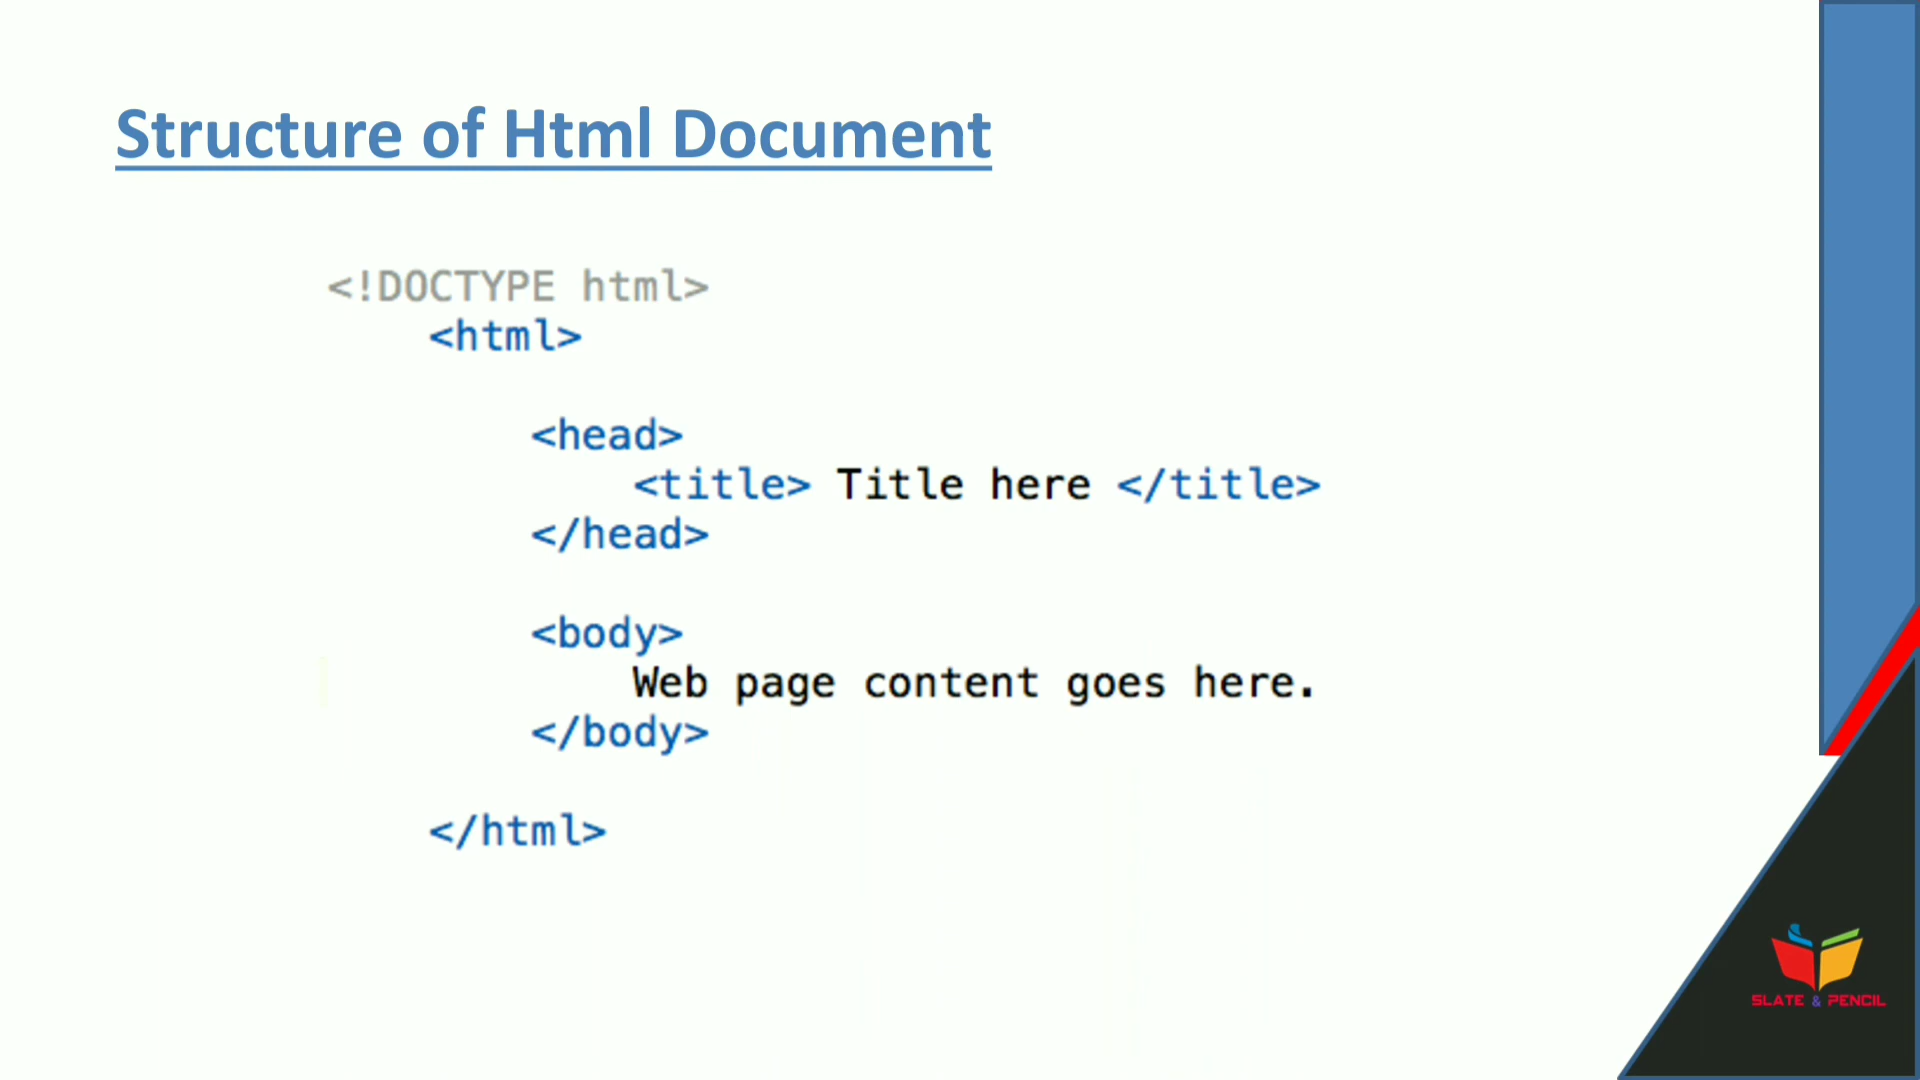 Structure of Html Document
<!DOCTYPE html>
<html>
<head>
<title> Title here </title>
</head>
<body>
Web page content goes here.
</body>
</html>
SLATE & PENCIL